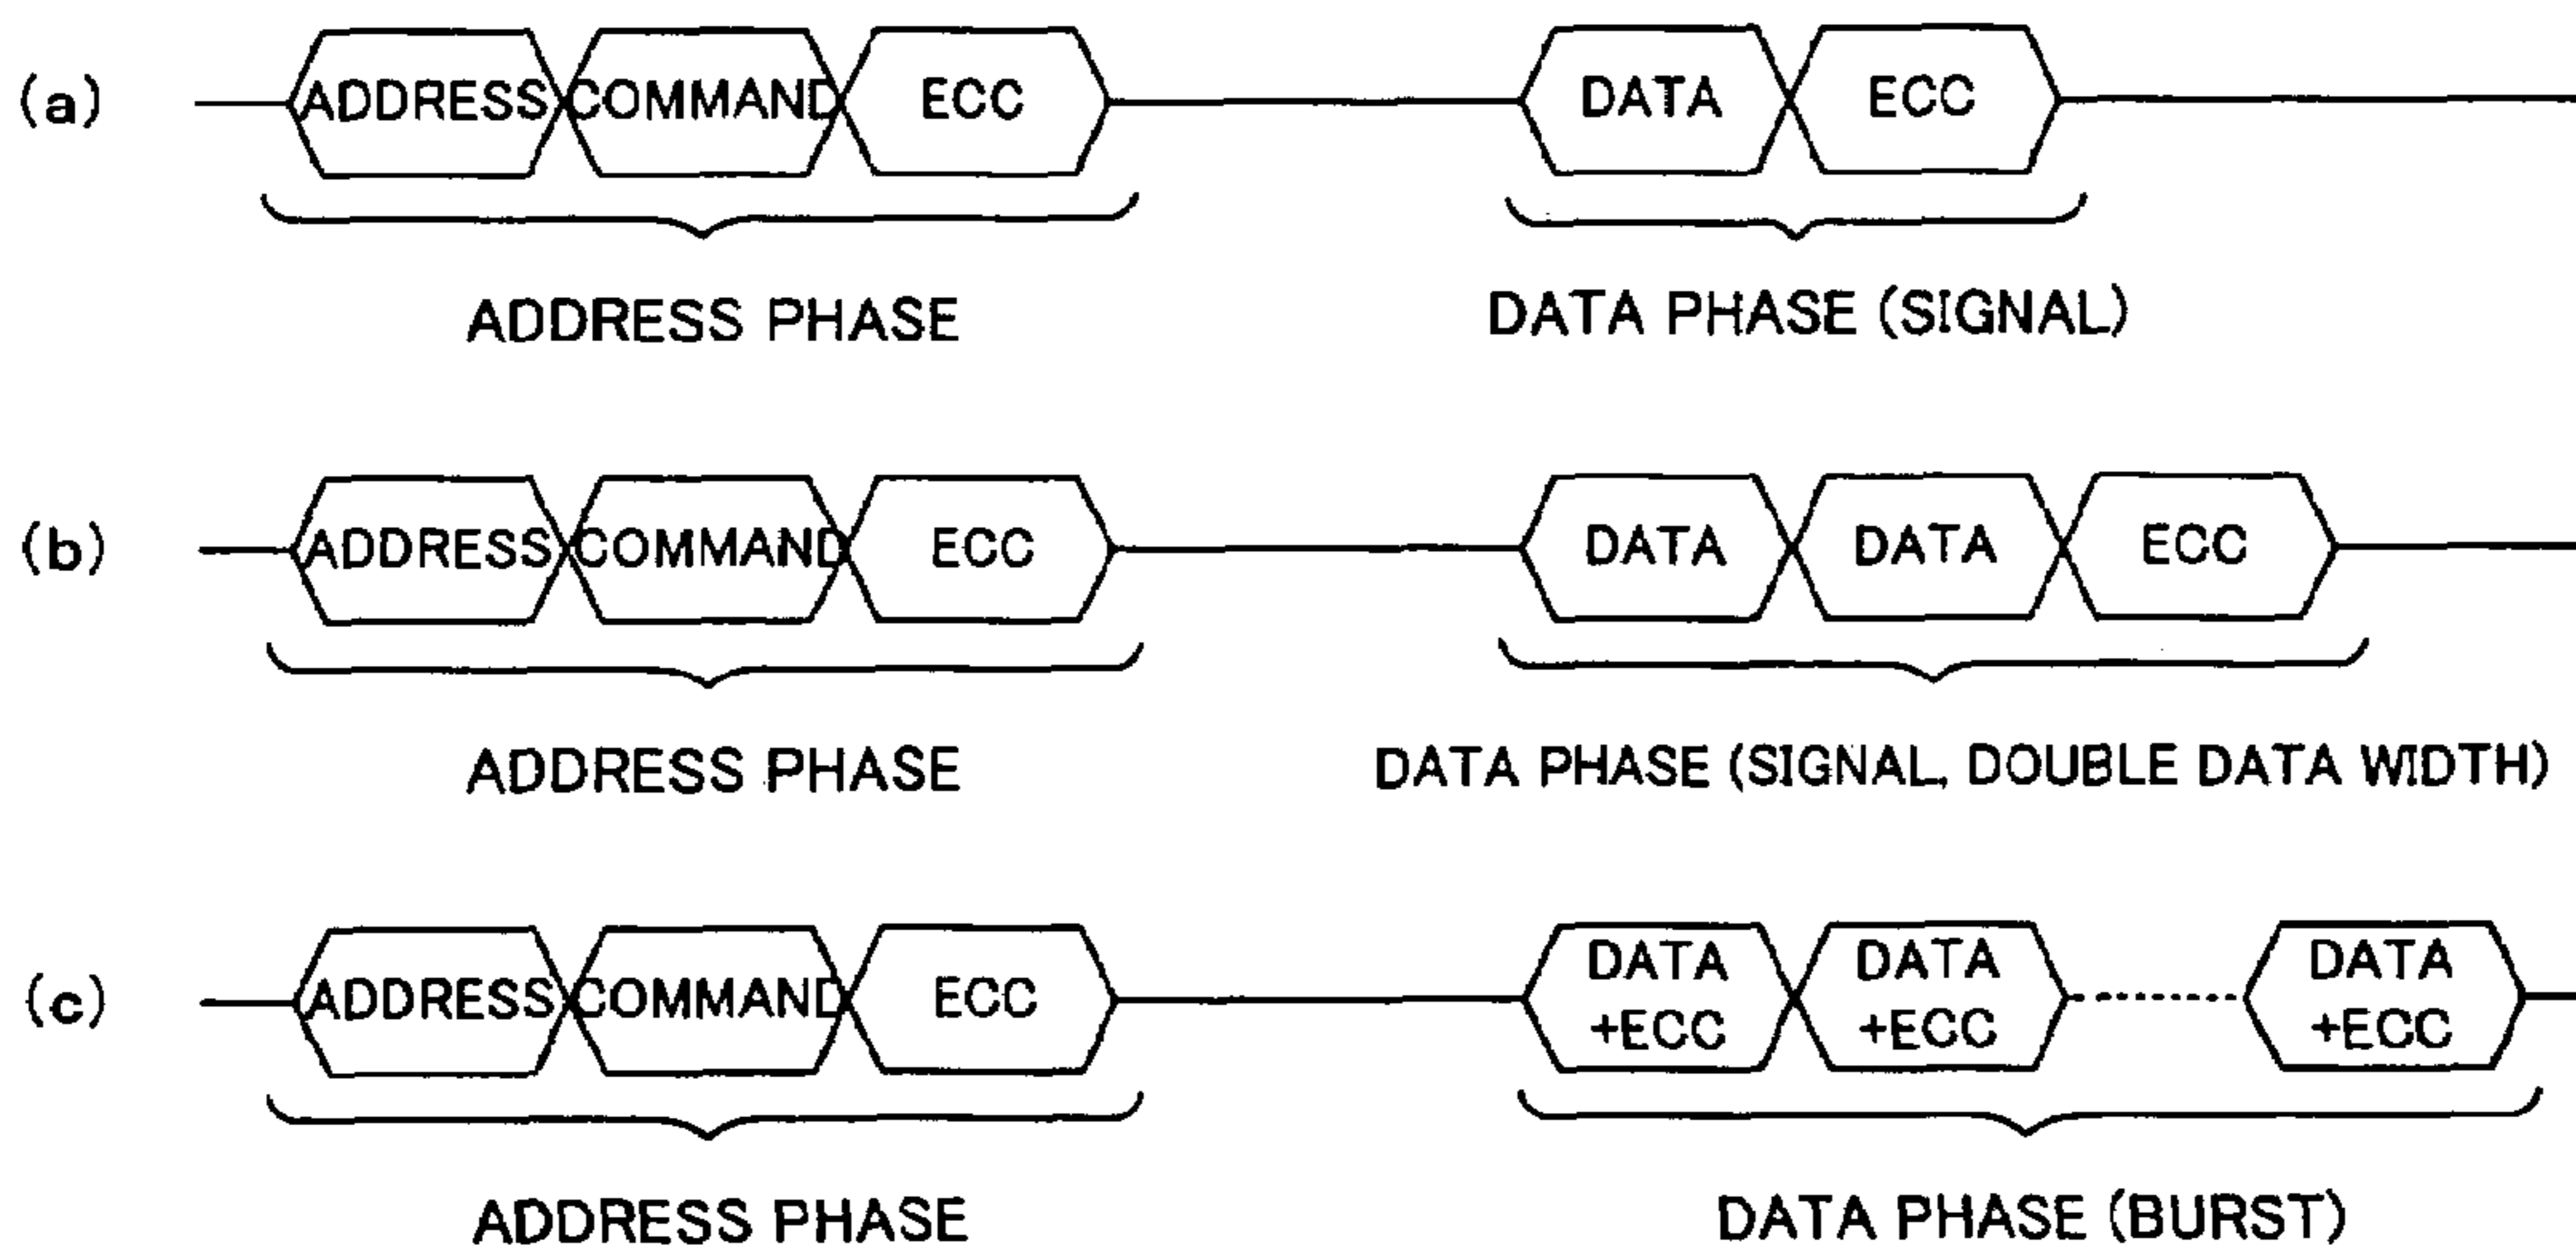 (a) ADDRESS COMMAND ECC DATA ECC
ADDRESS PHASE DATA PHASE (SIGNAL)
(b) ADDRESS COMMAND ECC DATA DATA ECC
ADDRESS PHASE DATA PHASE (SIGNAL, DOUBLE DATA WIDTH)
(c) ADDRESS COMMAND ECC DATA +ECC DATA +ECC DATA +ECC
ADDRESS PHASE DATA PHASE (BURST)